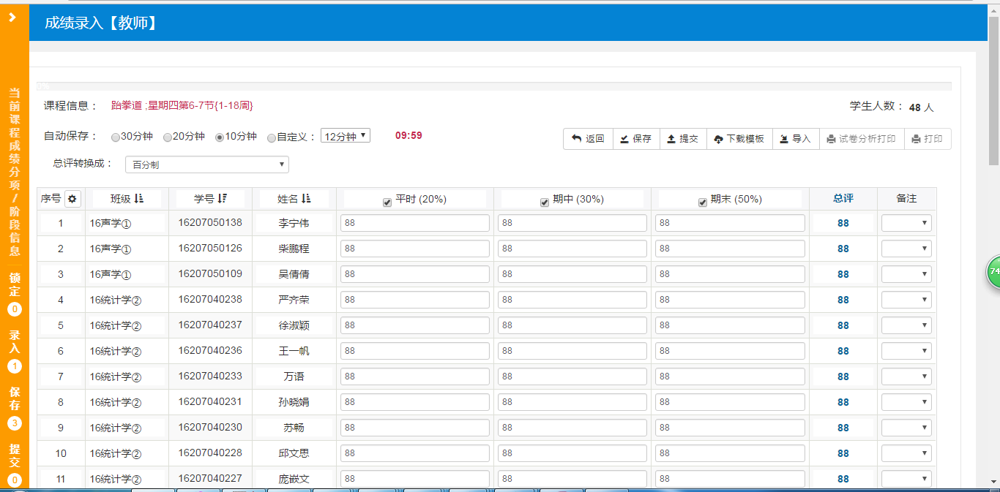 成绩录入【教师】
课程信息： 跆拳道 ;星期四第6-7节{1-18周} 学生人数： 48 人
自动保存： 30分钟 20分钟 10分钟 自定义： 12分钟 09:59
返回 保存 提交 下载模板 导入 试卷分析打印 打印
总评转换成： 百分制
序号 班级 学号 姓名 平时 (20%) 期中 (30%) 期末 (50%) 总评 备注
1 16声学① 16207050138 李宁伟 88 88 88 88
2 16声学① 16207050126 柴鹏程 88 88 88 88
3 16声学① 16207050109 吴倩倩 88 88 88 88
4 16统计学② 16207040238 严齐荣 88 88 88 88
5 16统计学② 16207040237 徐淑颖 88 88 88 88
6 16统计学② 16207040236 王一帆 88 88 88 88
7 16统计学② 16207040233 万语 88 88 88 88
8 16统计学② 16207040231 孙晓娟 88 88 88 88
9 16统计学② 16207040230 苏畅 88 88 88 88
10 16统计学② 16207040228 邱文思 88 88 88 88
11 16统计学② 16207040227 庞嵌文 88 88 88 88
当前课程成绩分项/阶段信息
锁定 0
录入 1
保存 3
提交 0
74